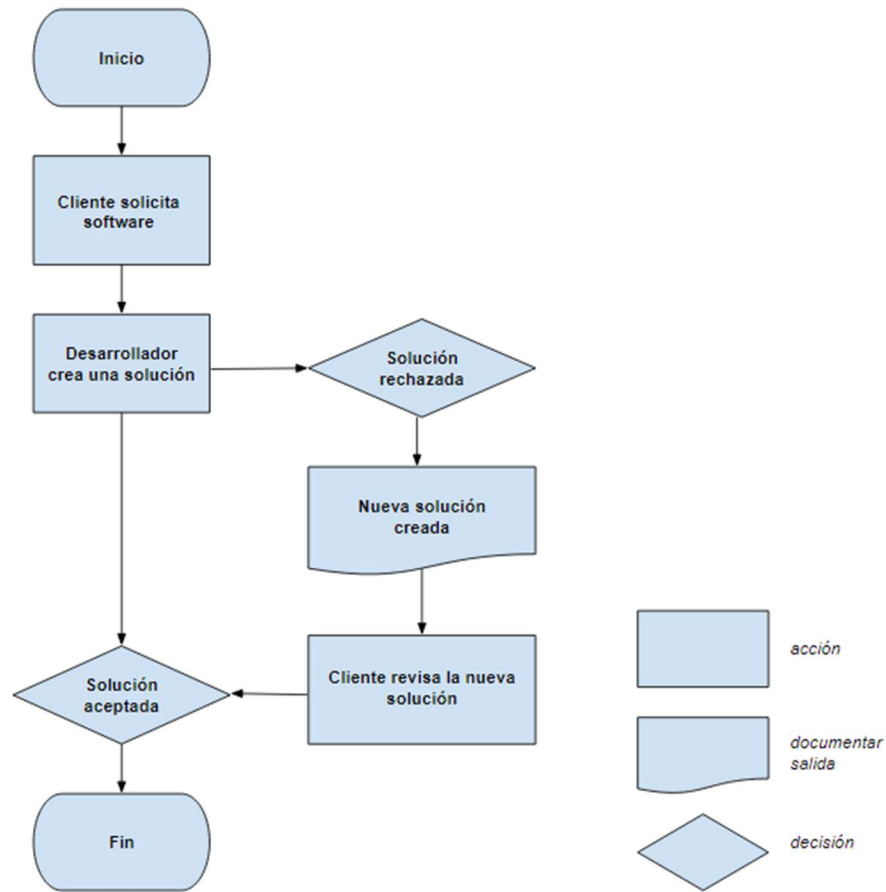 Inicio
Cliente solicita
software
Desarrollador
crea una solución
Solución
rechazada
Nueva solución
creada
Cliente revisa la nueva
solución
Solución
aceptada
Fin
acción
documentar
salida
decisión